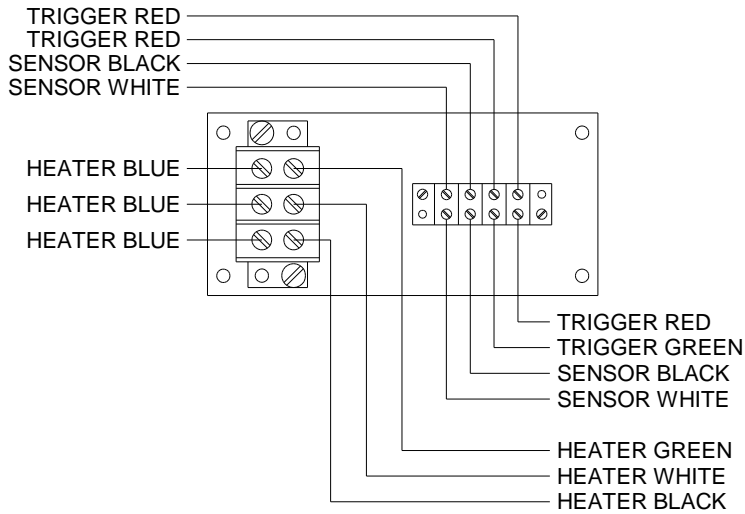 TRIGGER RED
TRIGGER RED
SENSOR BLACK
SENSOR WHITE
HEATER BLUE
HEATER BLUE
HEATER BLUE
TRIGGER RED
TRIGGER GREEN
SENSOR BLACK
SENSOR WHITE
HEATER GREEN
HEATER WHITE
HEATER BLACK